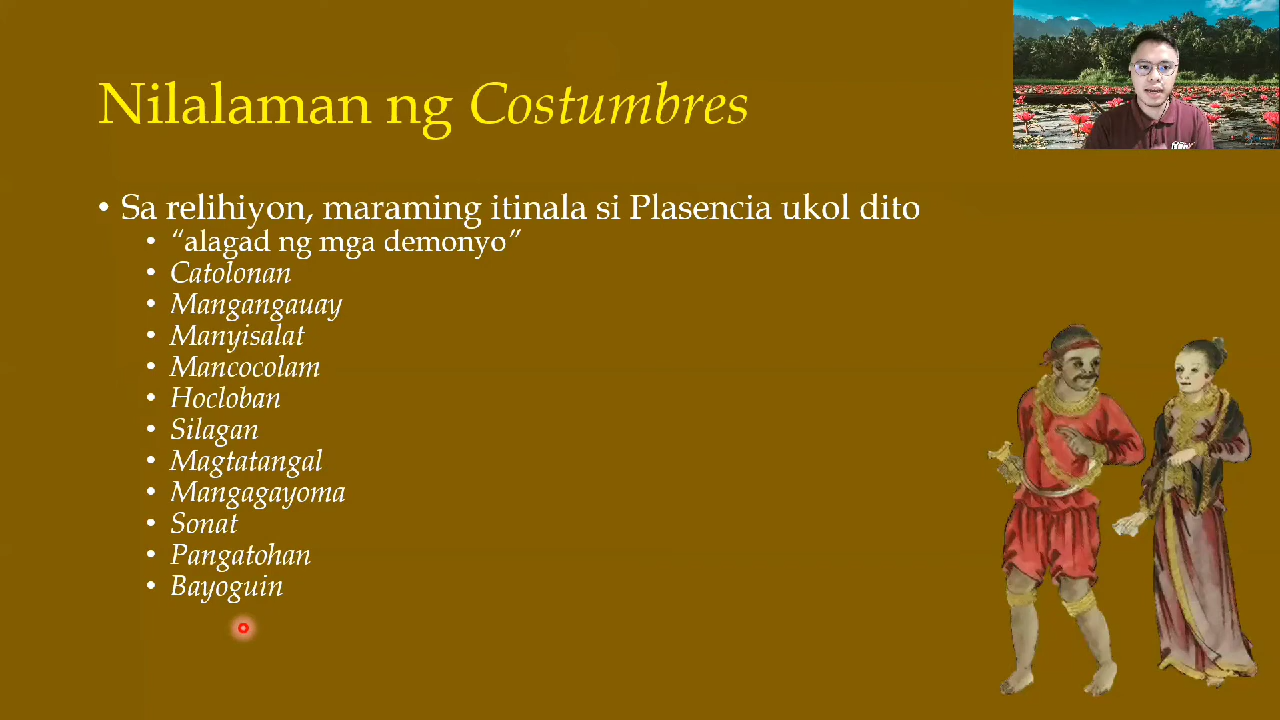 Nilalaman ng Costumbres
• Sa relihiyon, maraming itinala si Plasencia ukol dito
• “alagad ng mga demonyo”
• Catolonan
• Mangangauay
• Manyisalat
• Mancocolam
• Hocloban
• Silagan
• Magtatangal
• Mangagayoma
• Sonat
• Pangatohan
• Bayoguin